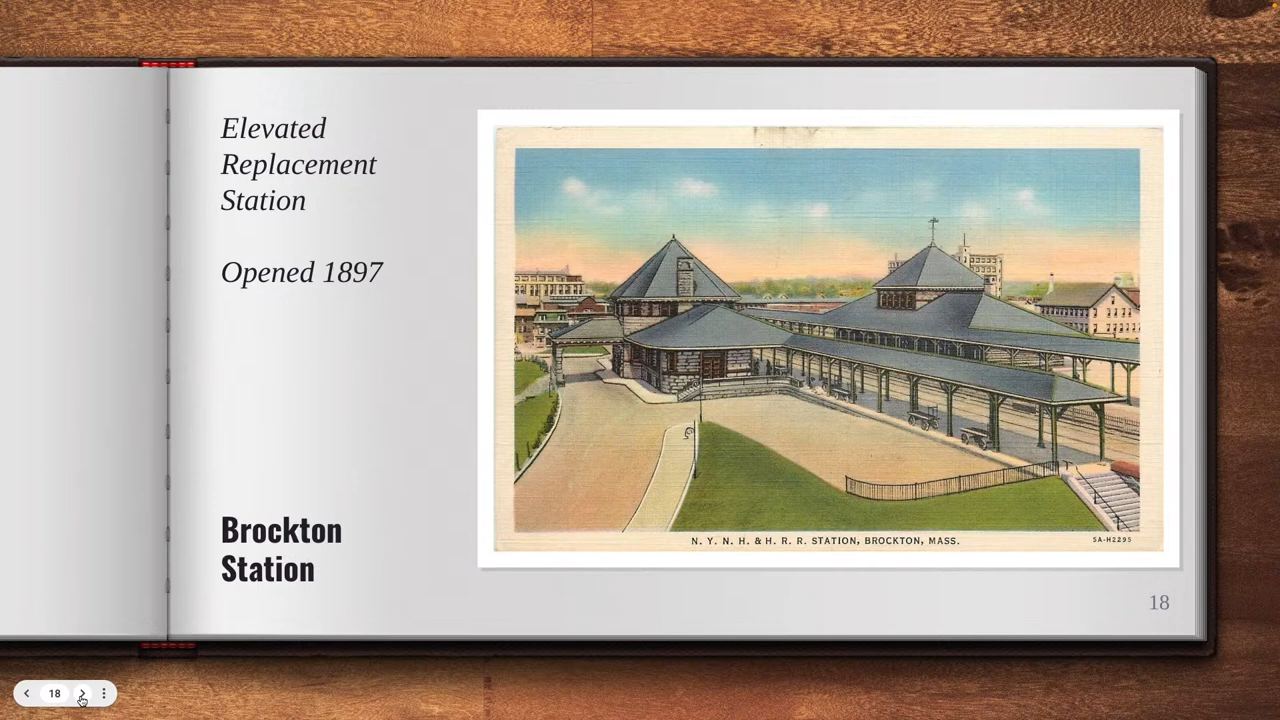 Elevated
Replacement
Station
Opened 1897
Brockton
Station
N. Y. N. H. & H. R. R. STATION, BROCKTON, MASS.
5A-H2295
18
18